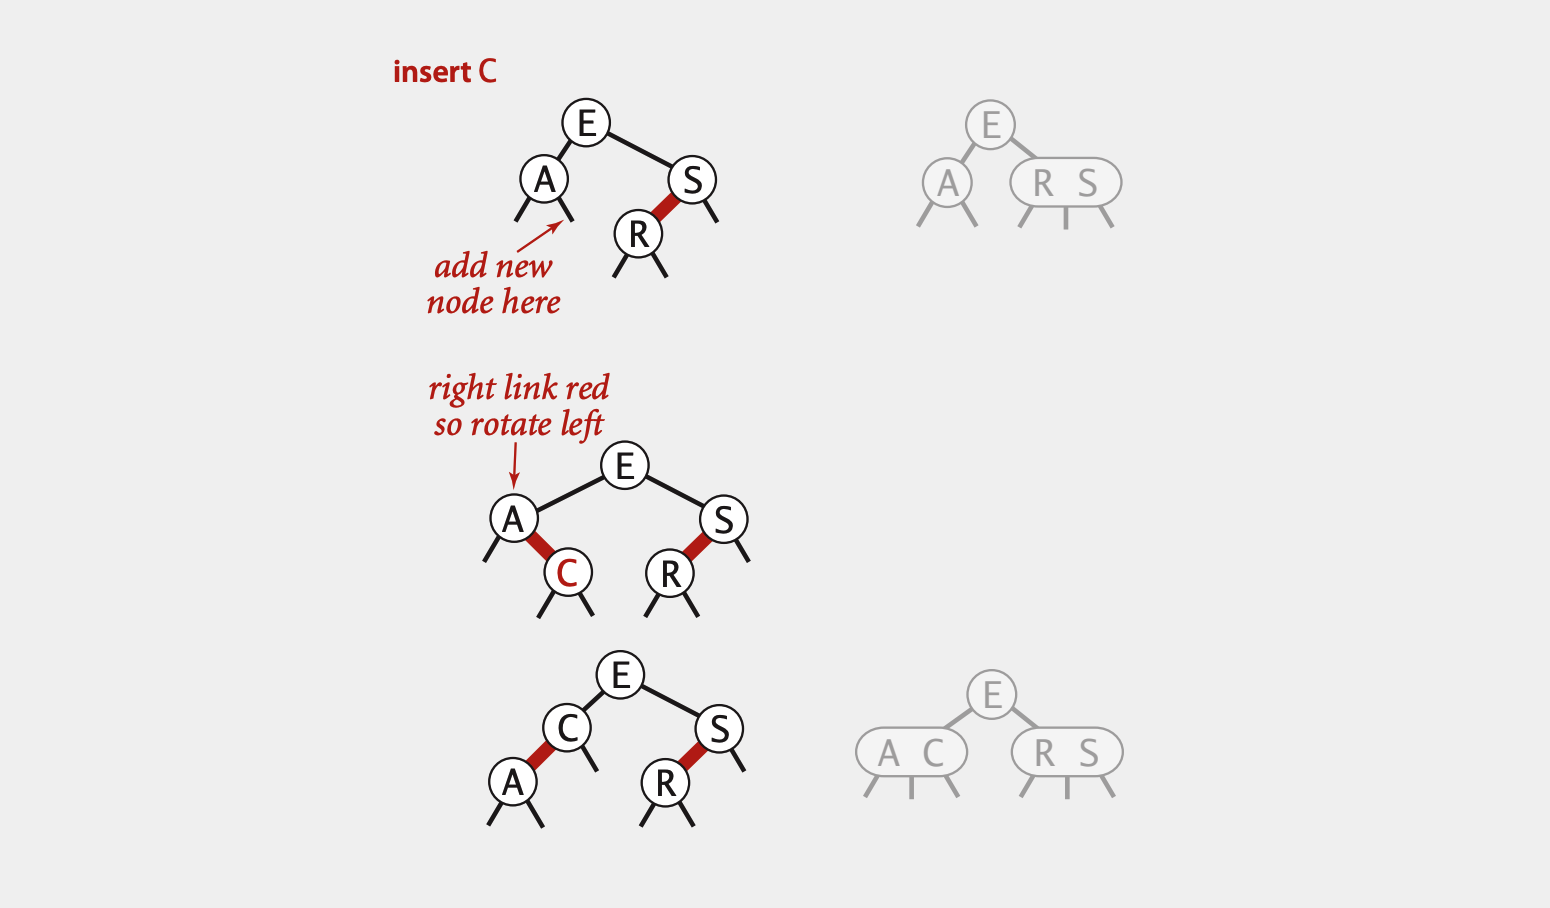 insert C
E
E
A
S
A
R S
R
add new
node here
right link red
so rotate left
E
A
S
C
R
E
E
C
S
A C
R S
A
R